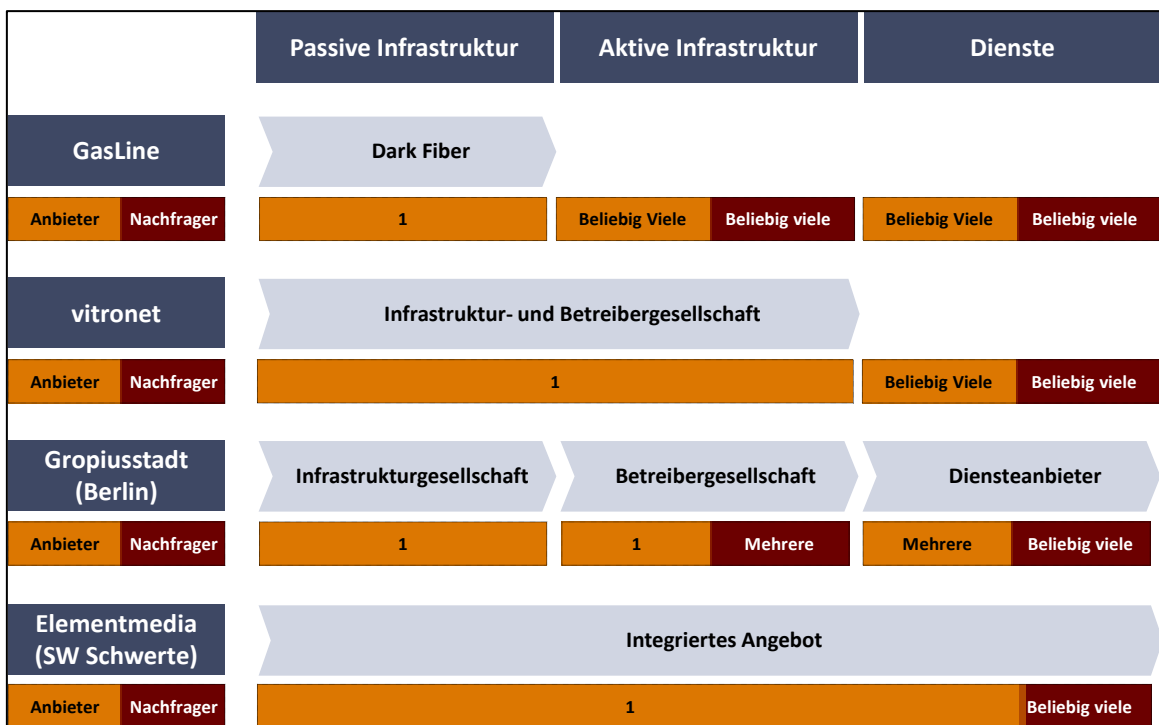 Passive Infrastruktur Aktive Infrastruktur Dienste
GasLine Dark Fiber
Anbieter Nachfrager 1 Beliebig Viele Beliebig viele Beliebig Viele Beliebig viele
vitronet Infrastruktur- und Betreibergesellschaft
Anbieter Nachfrager 1 Beliebig Viele Beliebig viele
Gropiusstadt
(Berlin)
Infrastrukturgesellschaft Betreibergesellschaft Diensteanbieter
Anbieter Nachfrager 1 1 Mehrere Mehrere Beliebig viele
Elementmedia
(SW Schwerte)
Integriertes Angebot
Anbieter Nachfrager 1 Beliebig viele